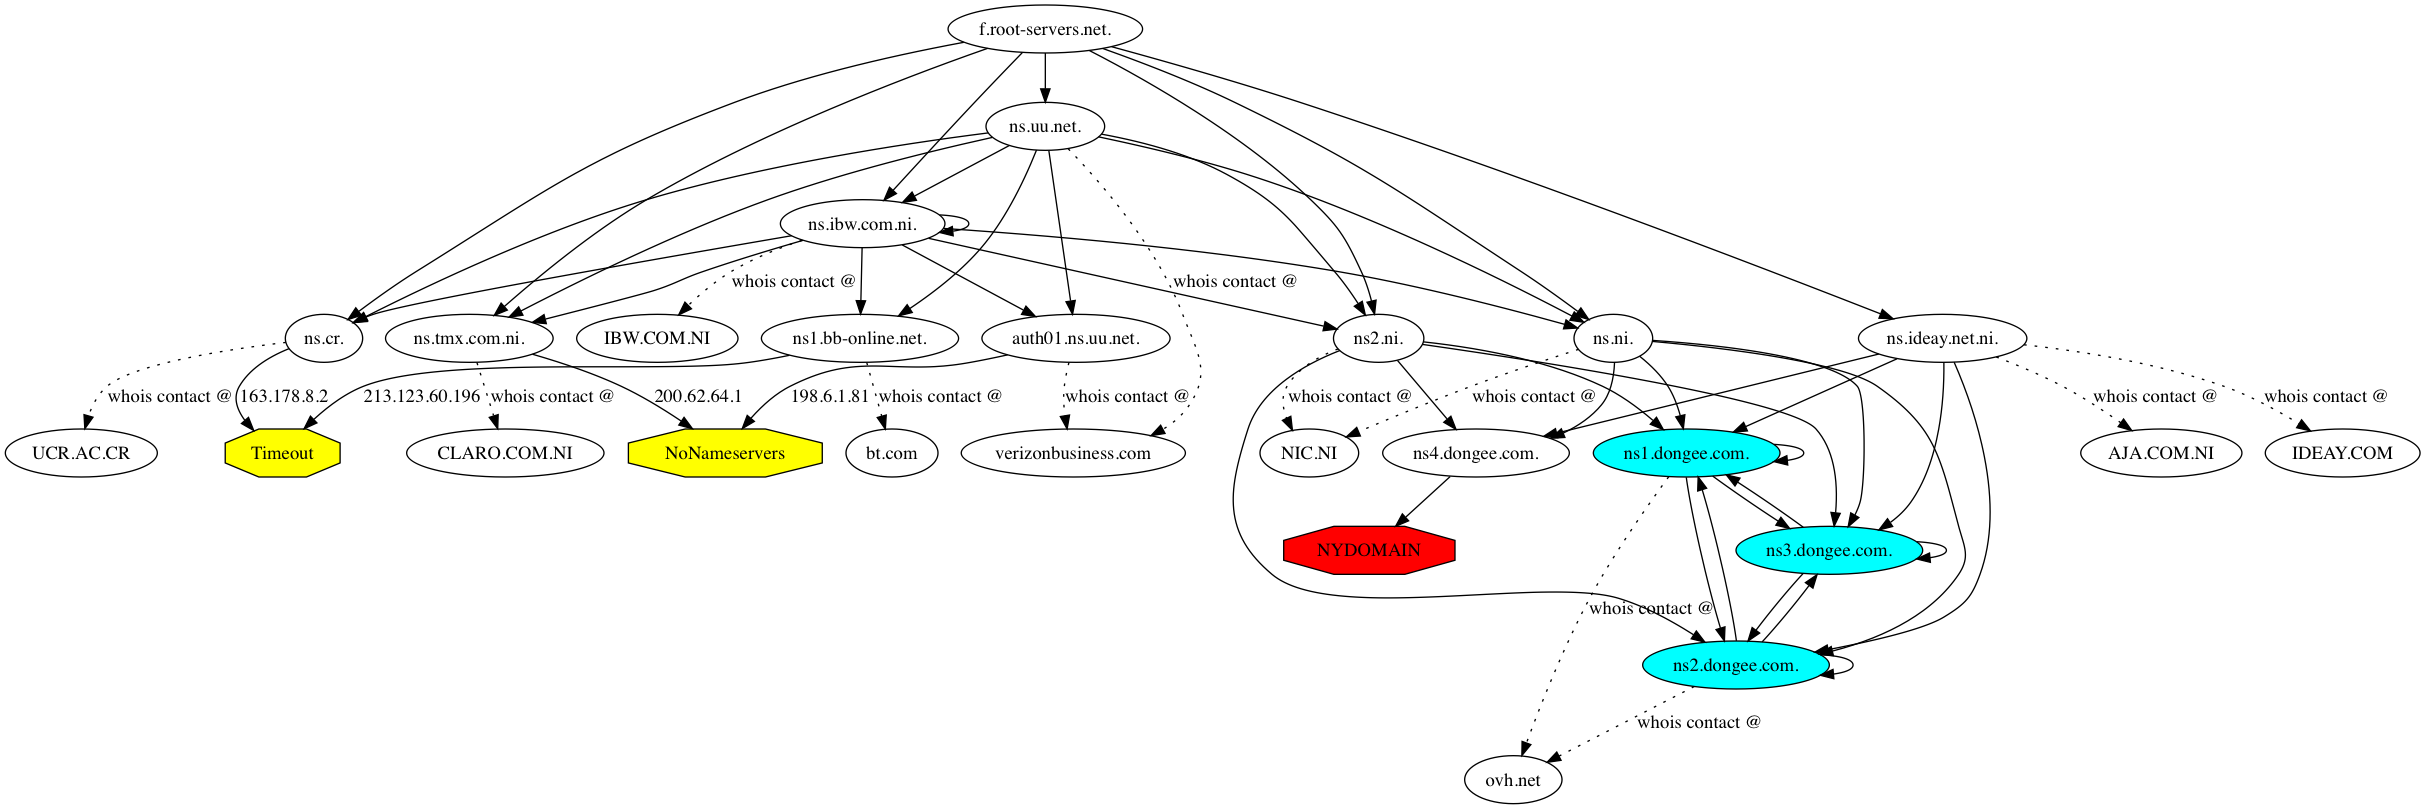 f.root-servers.net.
ns.uu.net.
ns.ibw.com.ni.
whois contact @
whois contact @
ns.cr.
ns.tmx.com.ni.
IBW.COM.NI
ns1.bb-online.net.
auth01.ns.uu.net.
ns2.ni.
ns.ni.
ns.ideay.net.ni.
whois contact @
163.178.8.2
213.123.60.196
whois contact @
200.62.64.1
198.6.1.81
whois contact @
whois contact @
whois contact @
whois contact @
whois contact @
whois contact @
UCR.AC.CR
Timeout
CLARO.COM.NI
NoNameservers
bt.com
verizonbusiness.com
NIC.NI
ns4.dongee.com.
ns1.dongee.com.
AJA.COM.NI
IDEAY.COM
NYDOMAIN
ns3.dongee.com.
whois contact @
ns2.dongee.com.
whois contact @
ovh.net